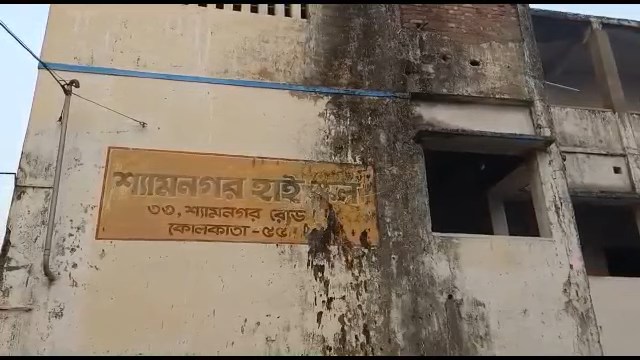 শ্যামনগর হাই স্কুল
৩৩, শ্যামনগর রোড
কোলকাতা -৫৫